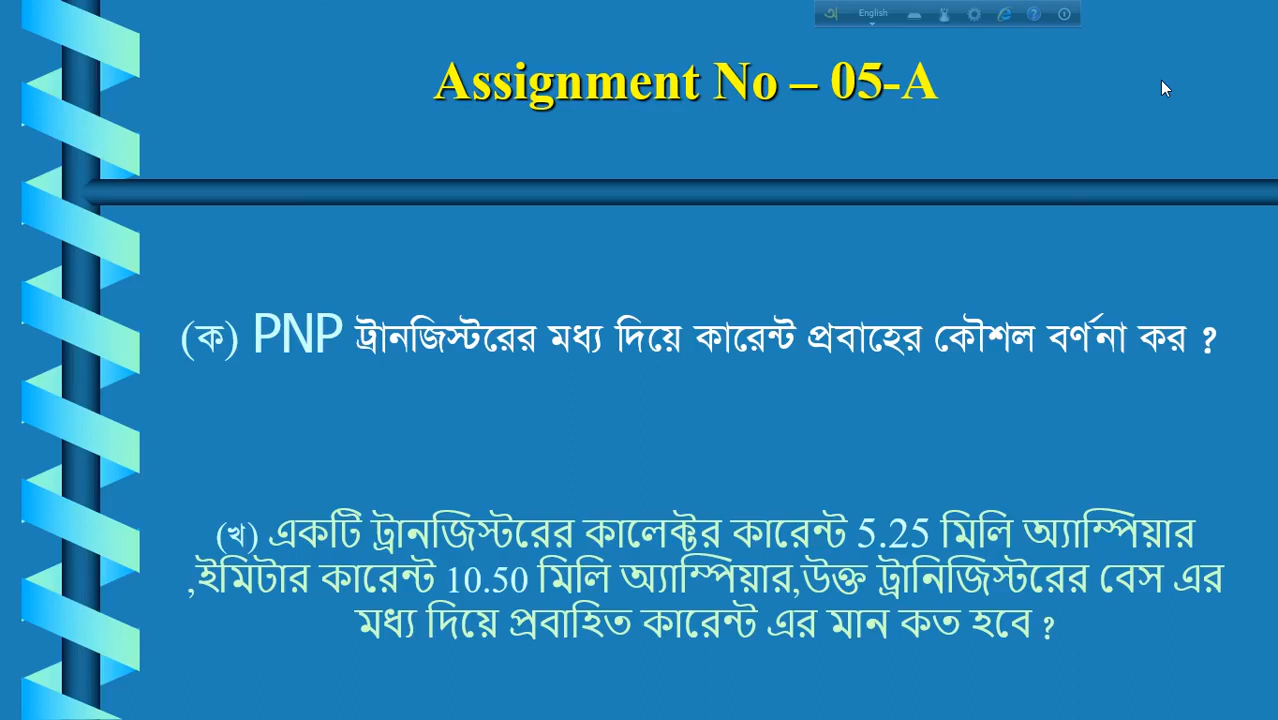 অ English
Assignment No – 05-A
(ক) PNP ট্রানজিস্টরের মধ্য দিয়ে কারেন্ট প্রবাহের কৌশল বর্ণনা কর ?
(খ) একটি ট্রানজিস্টরের কালেক্টর কারেন্ট 5.25 মিলি অ্যাম্পিয়ার
,ইমিটার কারেন্ট 10.50 মিলি অ্যাম্পিয়ার,উক্ত ট্রানিজিস্টরের বেস এর
মধ্য দিয়ে প্রবাহিত কারেন্ট এর মান কত হবে ?